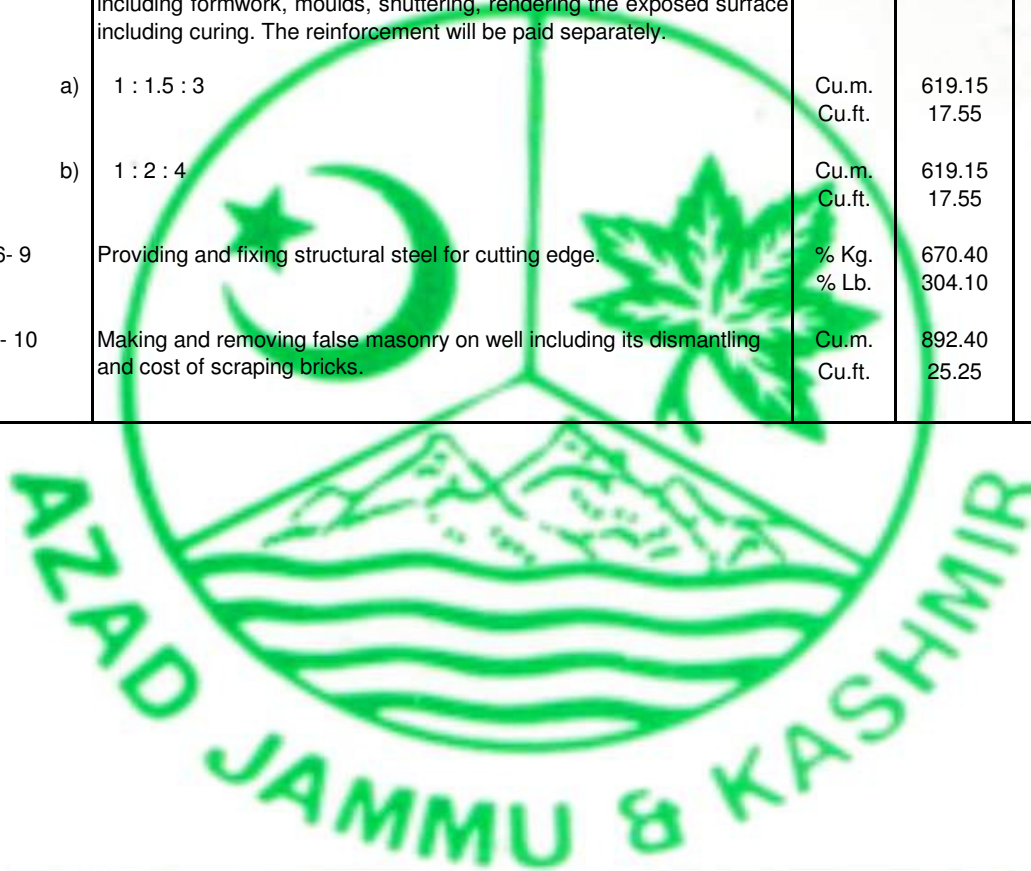 including formwork, moulds, shuttering, rendering the exposed surface
including curing. The reinforcement will be paid separately.
a) 1 : 1.5 : 3 Cu.m. 619.15
Cu.ft. 17.55
b) 1 : 2 : 4 Cu.m. 619.15
Cu.ft. 17.55
- 9 Providing and fixing structural steel for cutting edge. % Kg. 670.40
% Lb. 304.10
- 10 Making and removing false masonry on well including its dismantling Cu.m. 892.40
and cost of scraping bricks. Cu.ft. 25.25
AZAD JAMMU & KASHMIR